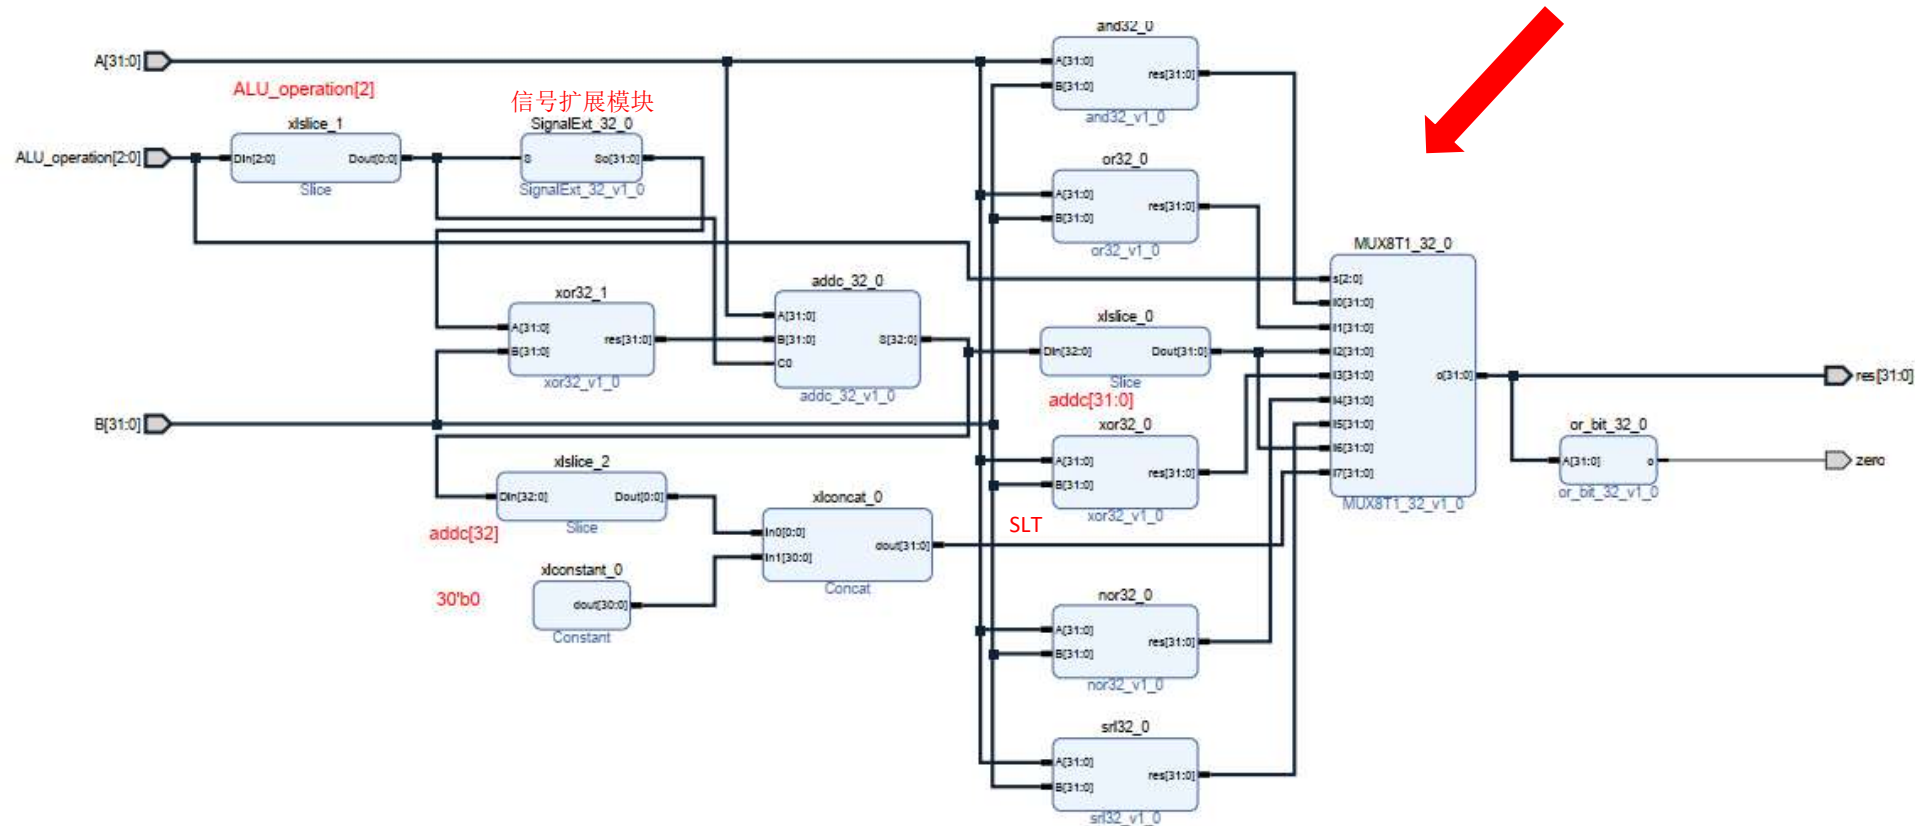 A[31:0]
ALU_operation[2]
xlslice_1
ALU_operation[2:0]
Din[2:0]
Dout[0:0]
Slice
信号扩展模块
SignalExt_32_0
S
So[31:0]
SignalExt_32_v1_0
xor32_1
A[31:0]
B[31:0]
res[31:0]
xor32_v1_0
addc_32_0
A[31:0]
B[31:0]
C0
S[32:0]
addc_32_v1_0
B[31:0]
xlslice_2
Din[32:0]
Dout[0:0]
Slice
addc[32]
xlconstant_0
30'b0
dout[30:0]
Constant
xlconcat_0
In0[0:0]
In1[30:0]
dout[31:0]
Concat
SLT
and32_0
A[31:0]
B[31:0]
res[31:0]
and32_v1_0
or32_0
A[31:0]
B[31:0]
res[31:0]
or32_v1_0
xlslice_0
Din[32:0]
Dout[31:0]
Slice
addc[31:0]
xor32_0
A[31:0]
B[31:0]
res[31:0]
xor32_v1_0
nor32_0
A[31:0]
B[31:0]
res[31:0]
nor32_v1_0
srl32_0
A[31:0]
B[31:0]
res[31:0]
srl32_v1_0
MUX8T1_32_0
s[2:0]
I0[31:0]
I1[31:0]
I2[31:0]
I3[31:0]
I4[31:0]
I5[31:0]
I6[31:0]
I7[31:0]
o[31:0]
MUX8T1_32_v1_0
res[31:0]
or_bit_32_0
A[31:0]
o
or_bit_32_v1_0
zero